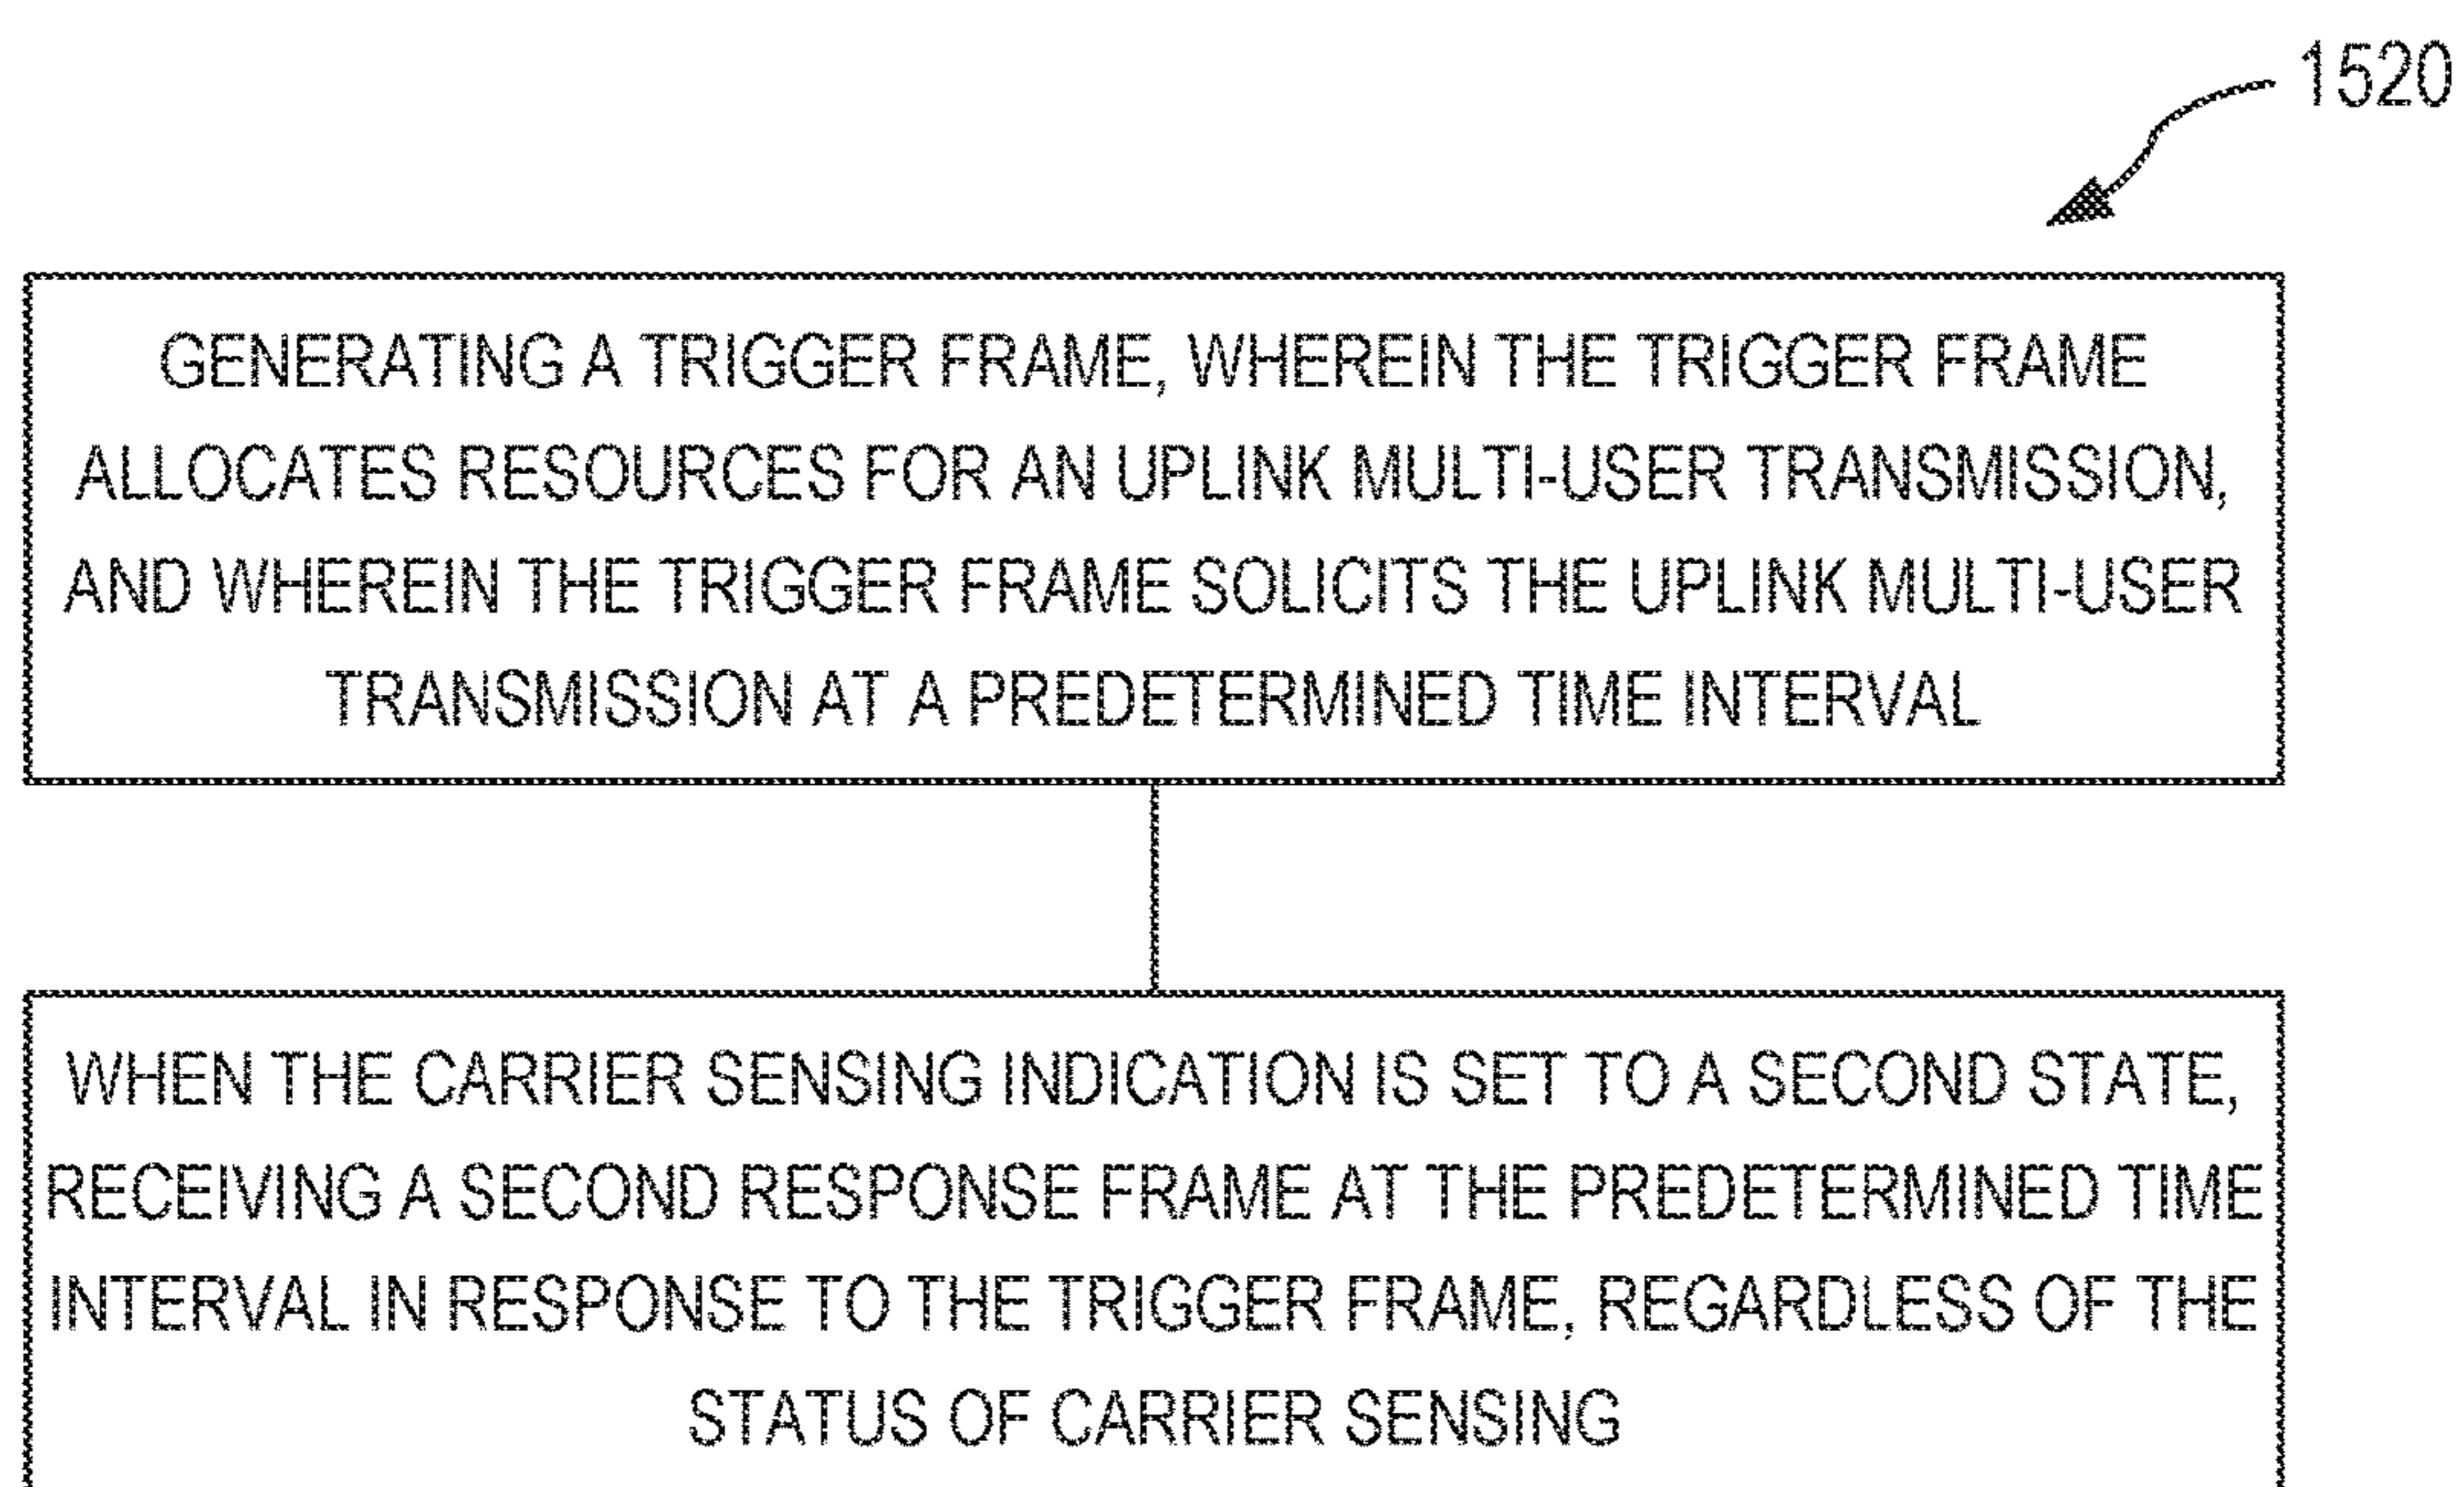 1520
GENERATING A TRIGGER FRAME, WHEREIN THE TRIGGER FRAME
ALLOCATES RESOURCES FOR AN UPLINK MULTI-USER TRANSMISSION,
AND WHEREIN THE TRIGGER FRAME SOLICITS THE UPLINK MULTI-USER
TRANSMISSION AT A PREDETERMINED TIME INTERVAL
WHEN THE CARRIER SENSING INDICATION IS SET TO A SECOND STATE,
RECEIVING A SECOND RESPONSE FRAME AT THE PREDETERMINED TIME
INTERVAL IN RESPONSE TO THE TRIGGER FRAME, REGARDLESS OF THE
STATUS OF CARRIER SENSING